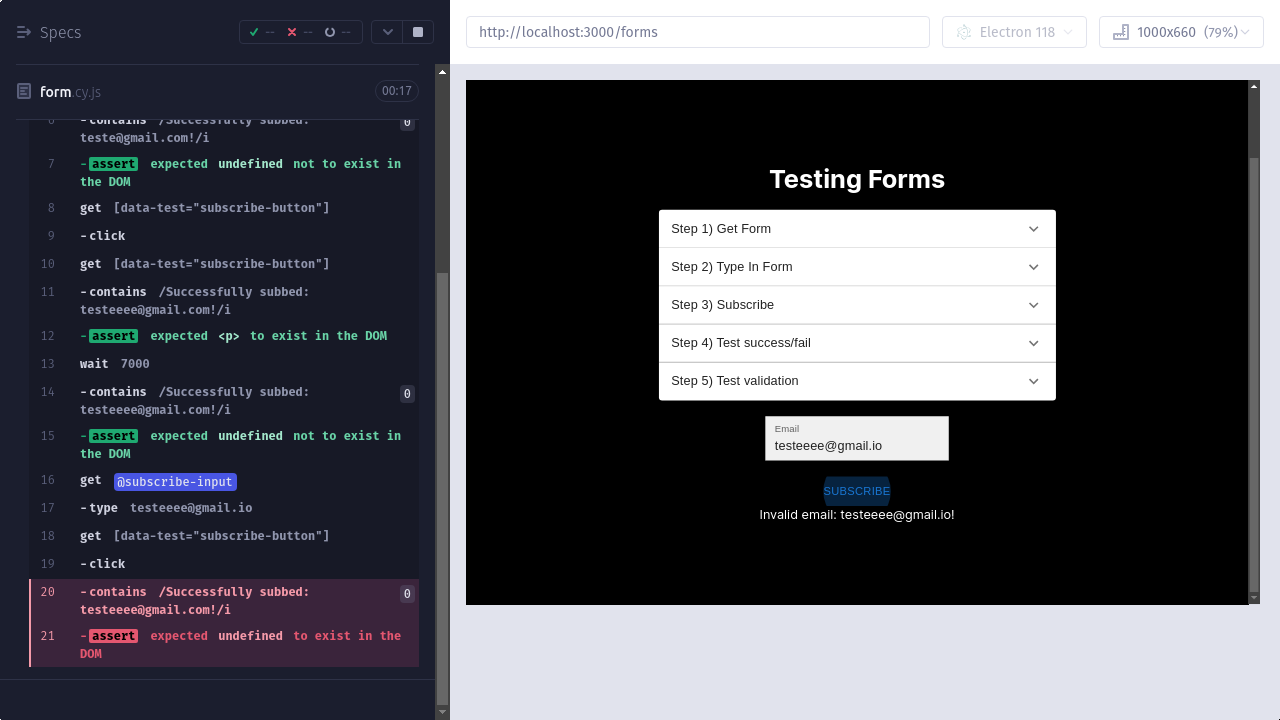 Specs
-- -- --
form.cy.js 00:17
6 -contains /Successfully subbed: 0
teste@gmail.com!/i
7 -assert expected undefined not to exist in
the DOM
8 get [data-test="subscribe-button"]
9 -click
10 get [data-test="subscribe-button"]
11 -contains /Successfully subbed:
testeeee@gmail.com!/i
12 -assert expected <p> to exist in the DOM
13 wait 7000
14 -contains /Successfully subbed: 0
testeeee@gmail.com!/i
15 -assert expected undefined not to exist in
the DOM
16 get @subscribe-input
17 -type testeeee@gmail.io
18 get [data-test="subscribe-button"]
19 -click
20 -contains /Successfully subbed: 0
testeeee@gmail.com!/i
21 -assert expected undefined to exist in the
DOM
http://localhost:3000/forms
Electron 118
1000x660 (79%)
Testing Forms
Step 1) Get Form
Step 2) Type In Form
Step 3) Subscribe
Step 4) Test success/fail
Step 5) Test validation
Email
testeeee@gmail.io
SUBSCRIBE
Invalid email: testeeee@gmail.io!